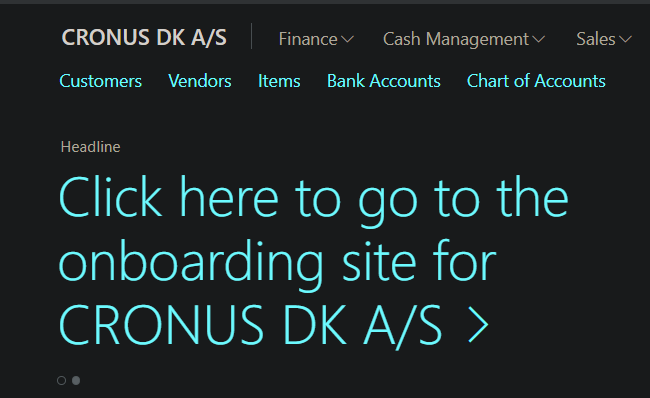 CRONUS DK A/S Finance Cash Management Sales
Customers Vendors Items Bank Accounts Chart of Accounts
Headline
Click here to go to the
onboarding site for
CRONUS DK A/S >